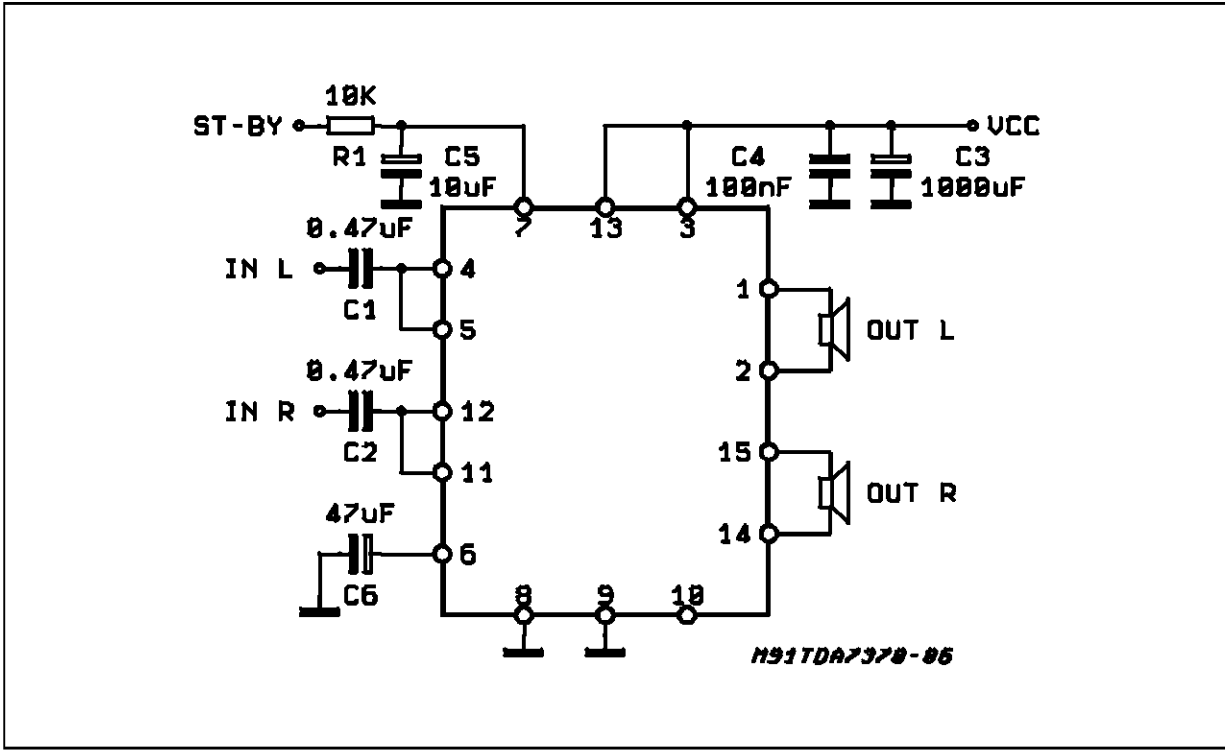 10K
ST-BY
VCC
R1
C5
10uF
C4
100nF
C3
1000uF
7
13
3
0.47uF
IN L
4
C1
5
1
OUT L
2
0.47uF
IN R
12
C2
11
15
OUT R
14
47uF
6
C6
8
9
10
M91TDA7370-06